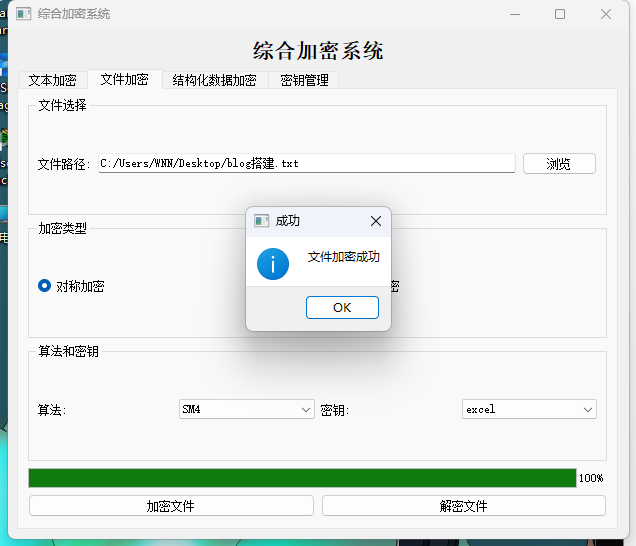 综合加密系统
综合加密系统
文本加密 文件加密 结构化数据加密 密钥管理
文件选择
文件路径: C:/Users/WNN/Desktop/blog搭建.txt 浏览
成功
加密类型
文件加密成功
对称加密 密
OK
算法和密钥
算法: SM4 密钥: excel
100%
加密文件 解密文件